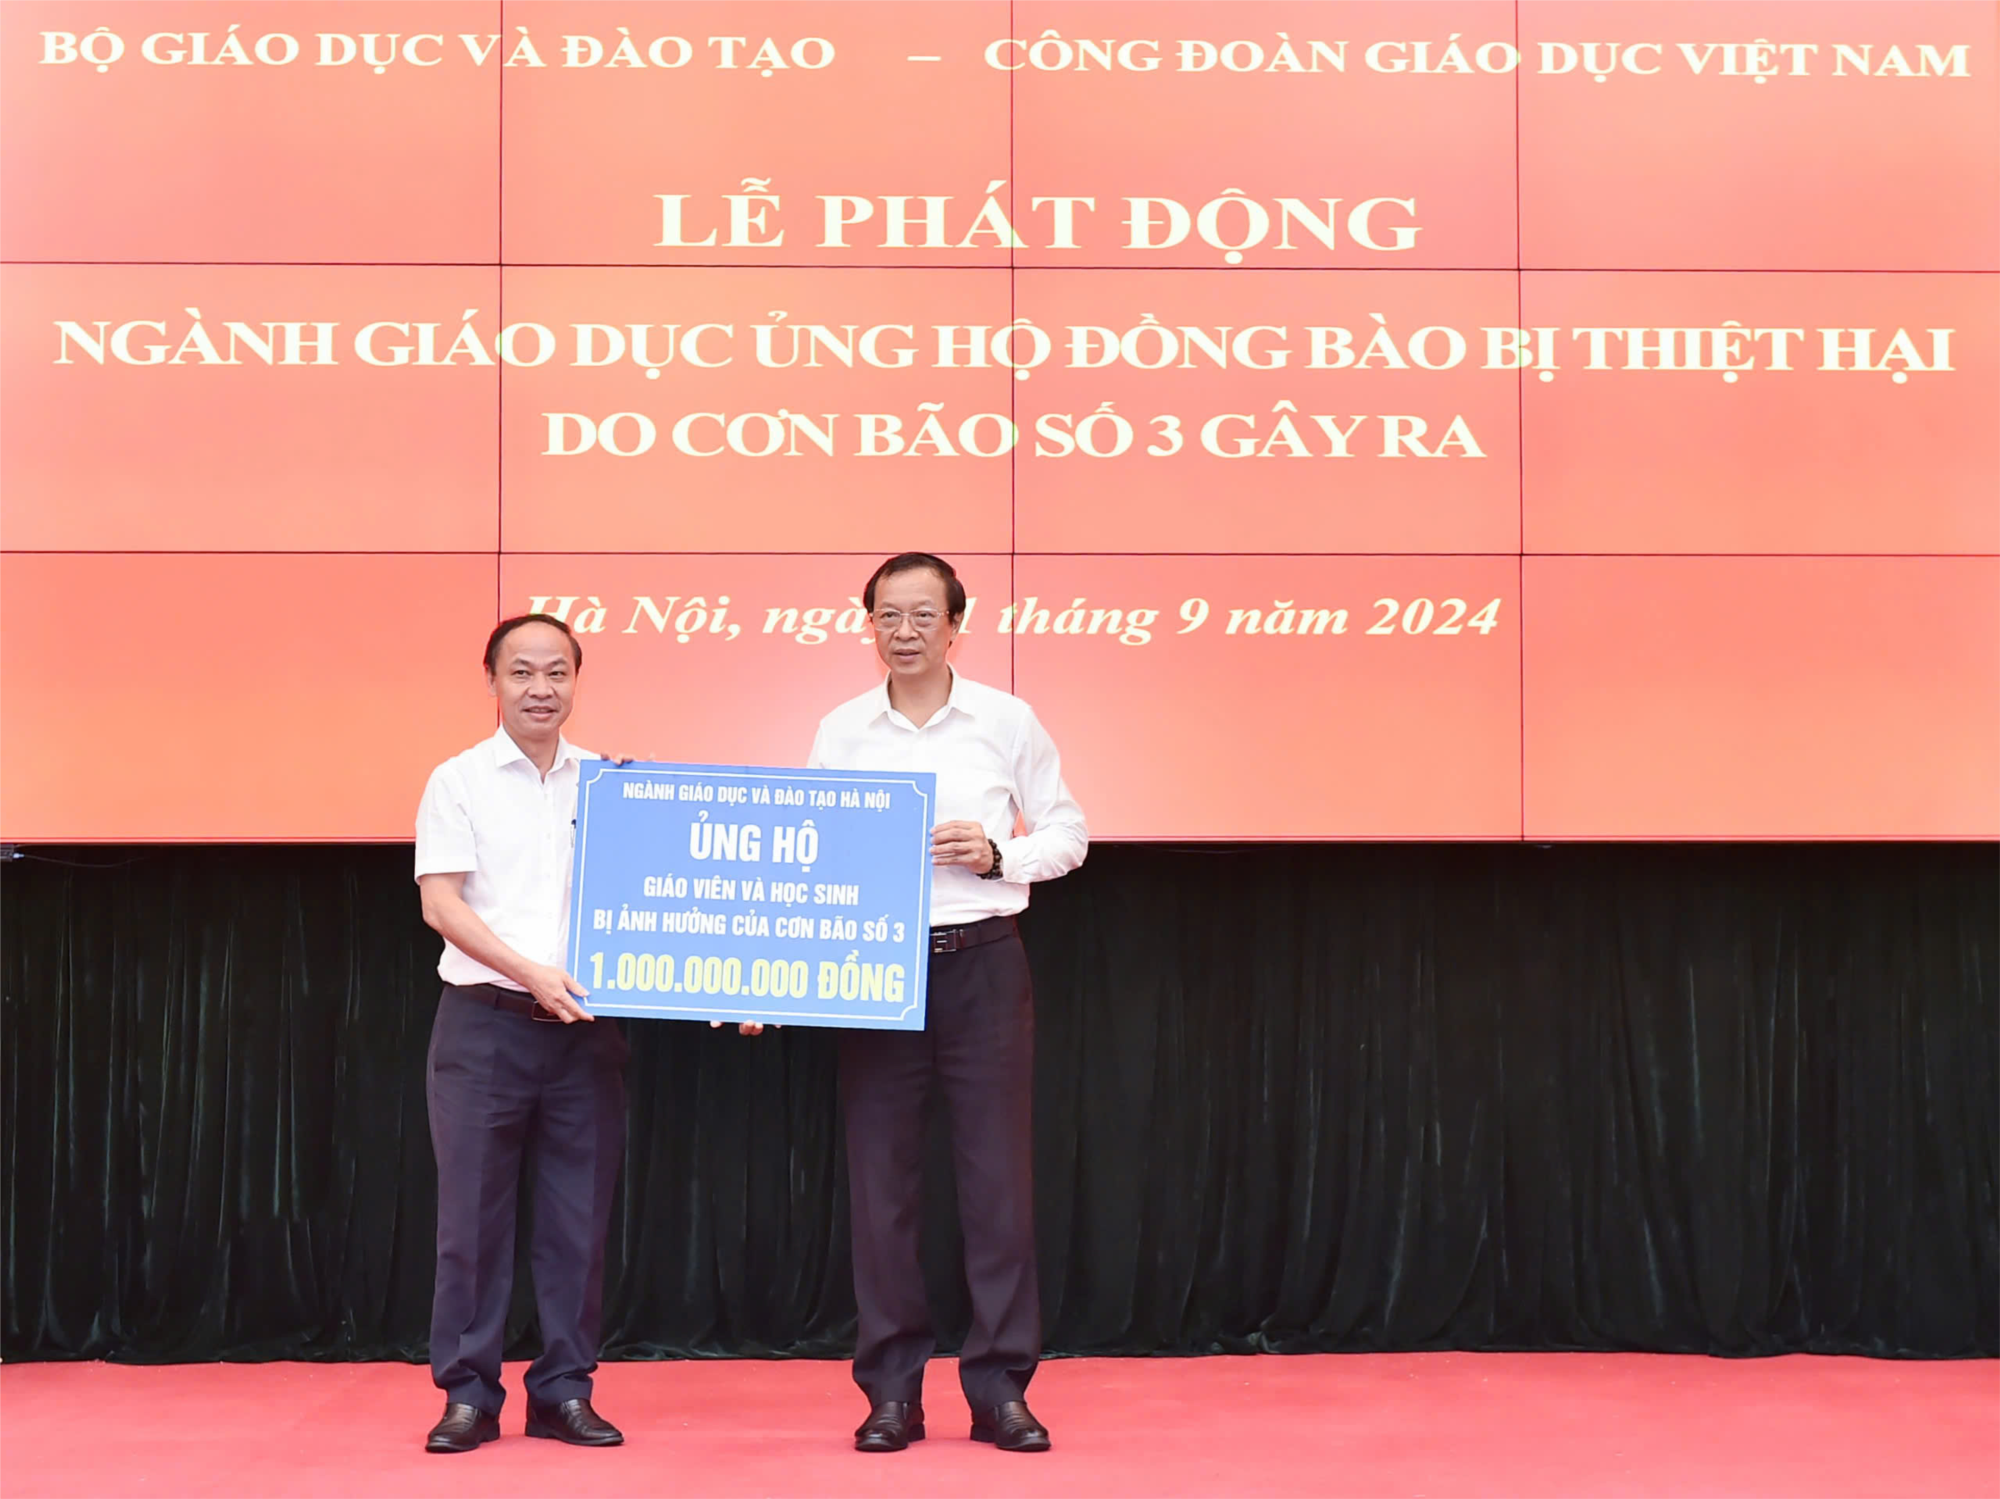 BỘ GIÁO DỤC VÀ ĐÀO TẠO – CÔNG ĐOÀN GIÁO DỤC VIỆT NAM
LỄ PHÁT ĐỘNG
NGÀNH GIÁO DỤC ỦNG HỘ ĐỒNG BÀO BỊ THIỆT HẠI
DO CƠN BÃO SỐ 3 GÂY RA
Hà Nội, ngày tháng 9 năm 2024
NGÀNH GIÁO DỤC VÀ ĐÀO TẠO HÀ NỘI
ỦNG HỘ
GIÁO VIÊN VÀ HỌC SINH
BỊ ẢNH HƯỞNG CỦA CƠN BÃO SỐ 3
1.000.000.000 ĐỒNG